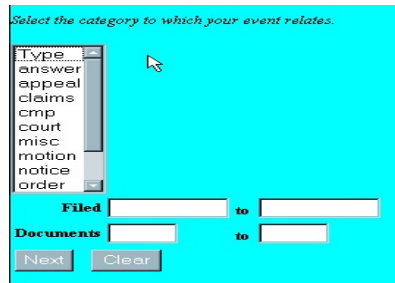 Select the category to which your event relates.
Type
answer
appeal
claims
cmp
court
misc
motion
notice
order
Filed to
Documents to
Next Clear